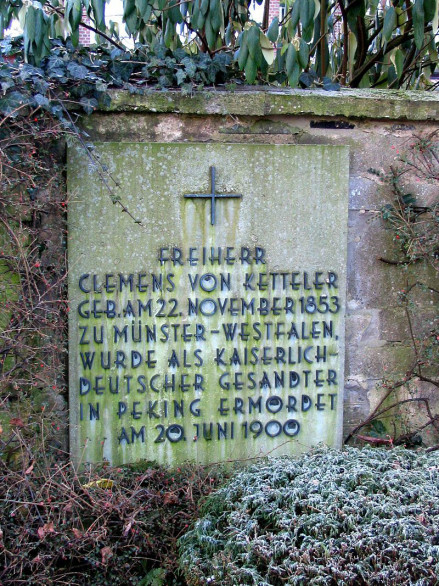 FREIHERR
CLEMENS VON KETTELER
GEB. AM 22. NOVEMBER 1853
ZU MÜNSTER-WESTFALEN,
WURDE ALS KAISERLICH-
DEUTSCHER GESANDTER
IN PEKING ERMORDET
AM 20. JUNI 1900